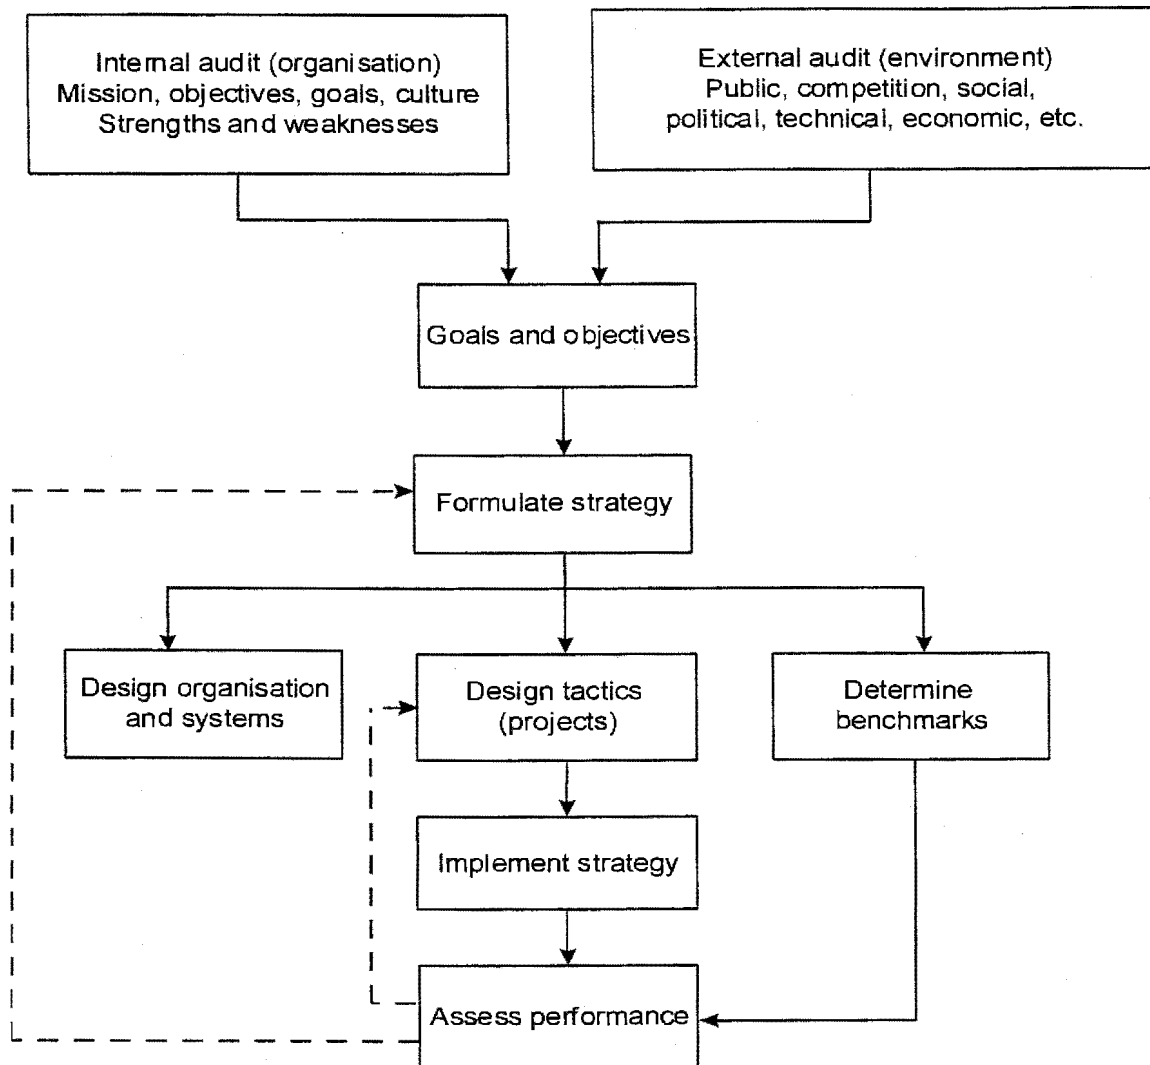 Internal audit (organisation)
Mission, objectives, goals, culture
Strengths and weaknesses
External audit (environment)
Public, competition, social,
political, technical, economic, etc.
Goals and objectives
Formulate strategy
Design organisation
and systems
Design tactics
(projects)
Determine
benchmarks
Implement strategy
Assess performance